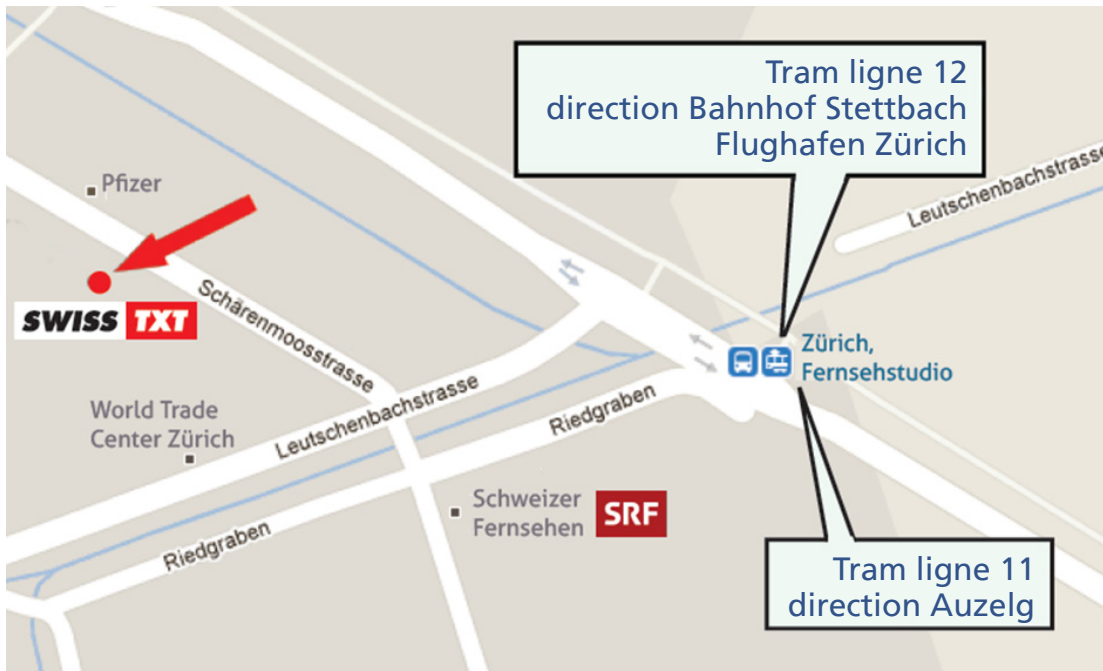 Tram ligne 12
direction Bahnhof Stettbach
Flughafen Zürich
Leutschenbachstrasse
Pfizer
SWISS TXT
Schärenmoosstrasse
Zürich,
Fernsehstudio
World Trade
Center Zürich
Leutschenbachstrasse
Riedgraben
Schweizer
Fernsehen
SRF
Riedgraben
Tram ligne 11
direction Auzelg